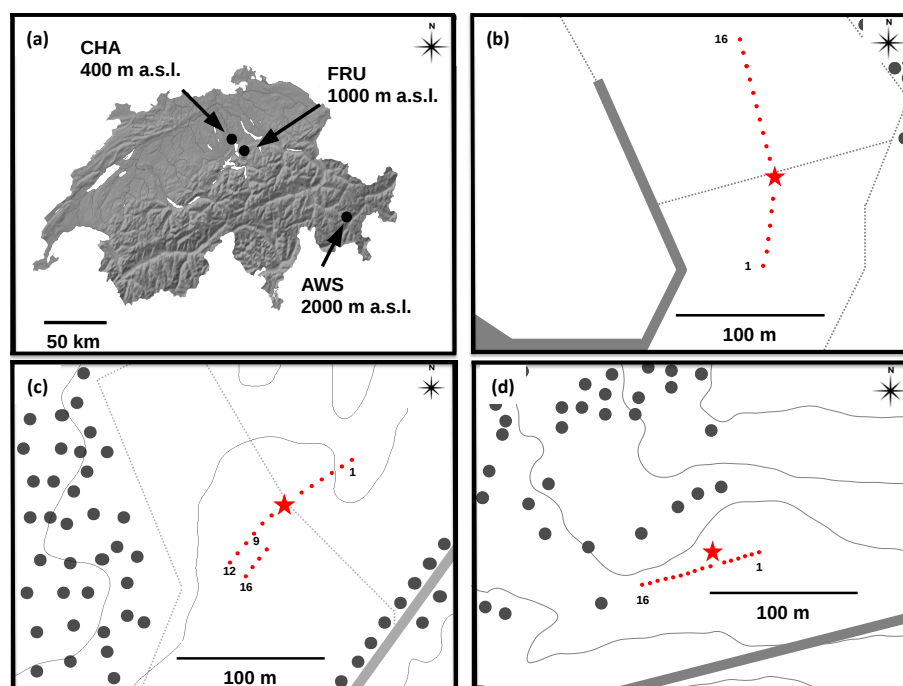 (a)
N
CHA
400 m a.s.l.
FRU
1000 m a.s.l.
AWS
2000 m a.s.l.
50 km
(b)
N
16
1
100 m
(c)
N
1
9
12
16
100 m
(d)
N
1
16
100 m